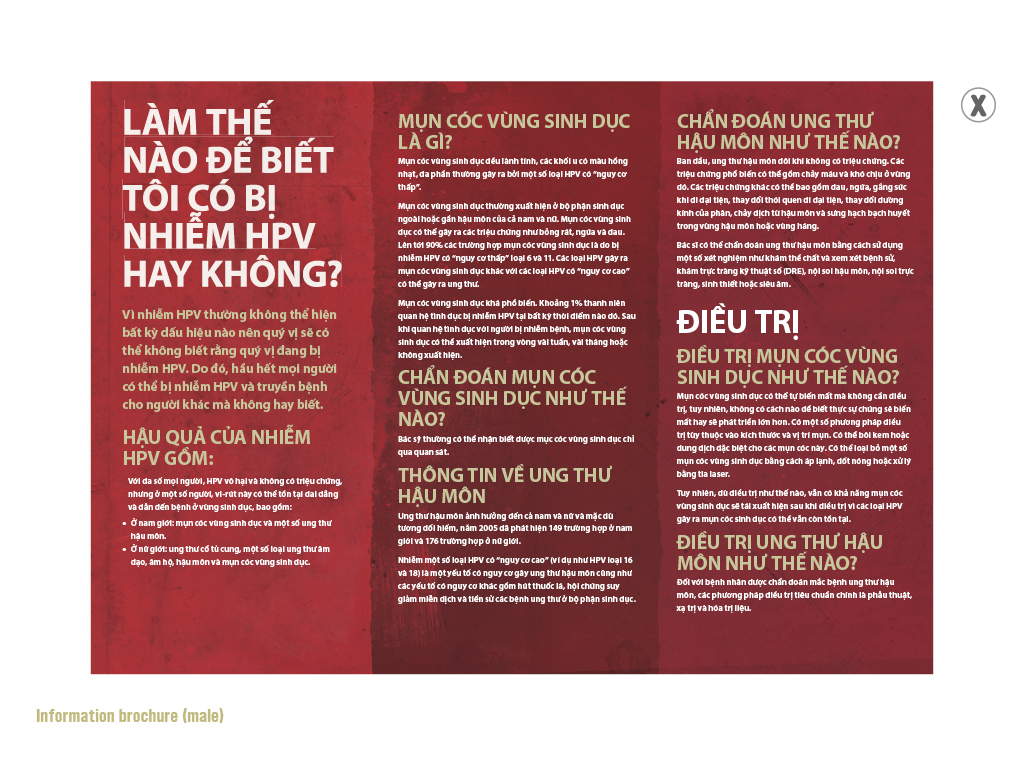 LÀM THẾ
NÀO ĐỂ BIẾT
TÔI CÓ BỊ
NHIỄM HPV
HAY KHÔNG?
Vì nhiễm HPV thường không thể hiện
bất kỳ dấu hiệu nào nên quý vị sẽ có
thể không biết rằng quý vị đang bị
nhiễm HPV. Do đó, hầu hết mọi người
có thể bị nhiễm HPV và truyền bệnh
cho người khác mà không hay biết.
HẬU QUẢ CỦA NHIỄM
HPV GỒM:
Với đa số mọi người, HPV vô hại và không có triệu chứng,
nhưng ở một số người, vi-rút này có thể tồn tại dai dẳng
và dẫn đến bệnh ở vùng sinh dục, bao gồm:
• Ở nam giới: mụn cóc vùng sinh dục và một số ung thư
hậu môn.
• Ở nữ giới: ung thư cổ tử cung, một số loại ung thư âm
đạo, âm hộ, hậu môn và mụn cóc vùng sinh dục.
MỤN CÓC VÙNG SINH DỤC
LÀ GÌ?
Mụn cóc vùng sinh dục đều lành tính, các khối u có màu hồng
nhạt, đa phần thường gây ra bởi một số loại HPV có “nguy cơ
thấp”.
Mụn cóc vùng sinh dục thường xuất hiện ở bộ phận sinh dục
ngoài hoặc gần hậu môn của cả nam và nữ. Mụn cóc vùng sinh
dục có thể gây ra các triệu chứng như bỏng rát, ngứa và đau.
Lên tới 90% các trường hợp mụn cóc vùng sinh dục là do bị
nhiễm HPV có “nguy cơ thấp” loại 6 và 11. Các loại HPV gây ra
mụn cóc vùng sinh dục khác với các loại HPV có “nguy cơ cao”
có thể gây ra ung thư.
Mụn cóc vùng sinh dục khá phổ biến. Khoảng 1% thanh niên
quan hệ tình dục bị nhiễm HPV tại bất kỳ thời điểm nào đó. Sau
khi quan hệ tình dục với người bị nhiễm bệnh, mụn cóc vùng
sinh dục có thể xuất hiện trong vòng vài tuần, vài tháng hoặc
không xuất hiện.
CHẨN ĐOÁN MỤN CÓC
VÙNG SINH DỤC NHƯ THẾ
NÀO?
Bác sỹ thường có thể nhận biết được mục cóc vùng sinh dục chỉ
qua quan sát.
THÔNG TIN VỀ UNG THƯ
HẬU MÔN
Ung thư hậu môn ảnh hưởng đến cả nam và nữ và mặc dù
tương đối hiếm, năm 2005 đã phát hiện 149 trường hợp ở nam
giới và 176 trường hợp ở nữ giới.
Nhiễm một số loại HPV có “nguy cơ cao” (ví dụ như HPV loại 16
và 18) là một yếu tố có nguy cơ gây ung thư hậu môn cũng như
các yếu tố có nguy cơ khác gồm hút thuốc lá, hội chứng suy
giảm miễn dịch và tiền sử các bệnh ung thư ở bộ phận sinh dục.
CHẨN ĐOÁN UNG THƯ
HẬU MÔN NHƯ THẾ NÀO?
Ban đầu, ung thư hậu môn đôi khi không có triệu chứng. Các
triệu chứng phổ biến có thể gồm chảy máu và khó chịu ở vùng
đó. Các triệu chứng khác có thể bao gồm đau, ngứa, gắng sức
khi đi đại tiện, thay đổi thói quen đi đại tiện, thay đổi đường
kính của phân, chảy dịch từ hậu môn và sưng hạch bạch huyết
trong vùng hậu môn hoặc vùng háng.
Bác sĩ có thể chẩn đoán ung thư hậu môn bằng cách sử dụng
một số xét nghiệm như khám thể chất và xem xét bệnh sử,
khám trực tràng kỹ thuật số (DRE), nội soi hậu môn, nội soi trực
tràng, sinh thiết hoặc siêu âm.
ĐIỀU TRỊ
ĐIỀU TRỊ MỤN CÓC VÙNG
SINH DỤC NHƯ THẾ NÀO?
Mụn cóc vùng sinh dục có thể tự biến mất mà không cần điều
trị, tuy nhiên, không có cách nào để biết thực sự chúng sẽ biến
mất hay sẽ phát triển lớn hơn. Có một số phương pháp điều
trị tùy thuộc vào kích thước và vị trí mụn. Có thể bôi kem hoặc
dung dịch đặc biệt cho các mụn cóc này. Có thể loại bỏ một số
mụn cóc vùng sinh dục bằng cách áp lạnh, đốt nóng hoặc xử lý
bằng tia laser.
Tuy nhiên, dù điều trị như thế nào, vẫn có khả năng mụn cóc
vùng sinh dục sẽ tái xuất hiện sau khi điều trị vì các loại HPV
gây ra mụn cóc sinh dục có thể vẫn còn tồn tại.
ĐIỀU TRỊ UNG THƯ HẬU
MÔN NHƯ THẾ NÀO?
Đối với bệnh nhân được chẩn đoán mắc bệnh ung thư hậu
môn, các phương pháp điều trị tiêu chuẩn chính là phẫu thuật,
xạ trị và hóa trị liệu.
X
Information brochure (male)